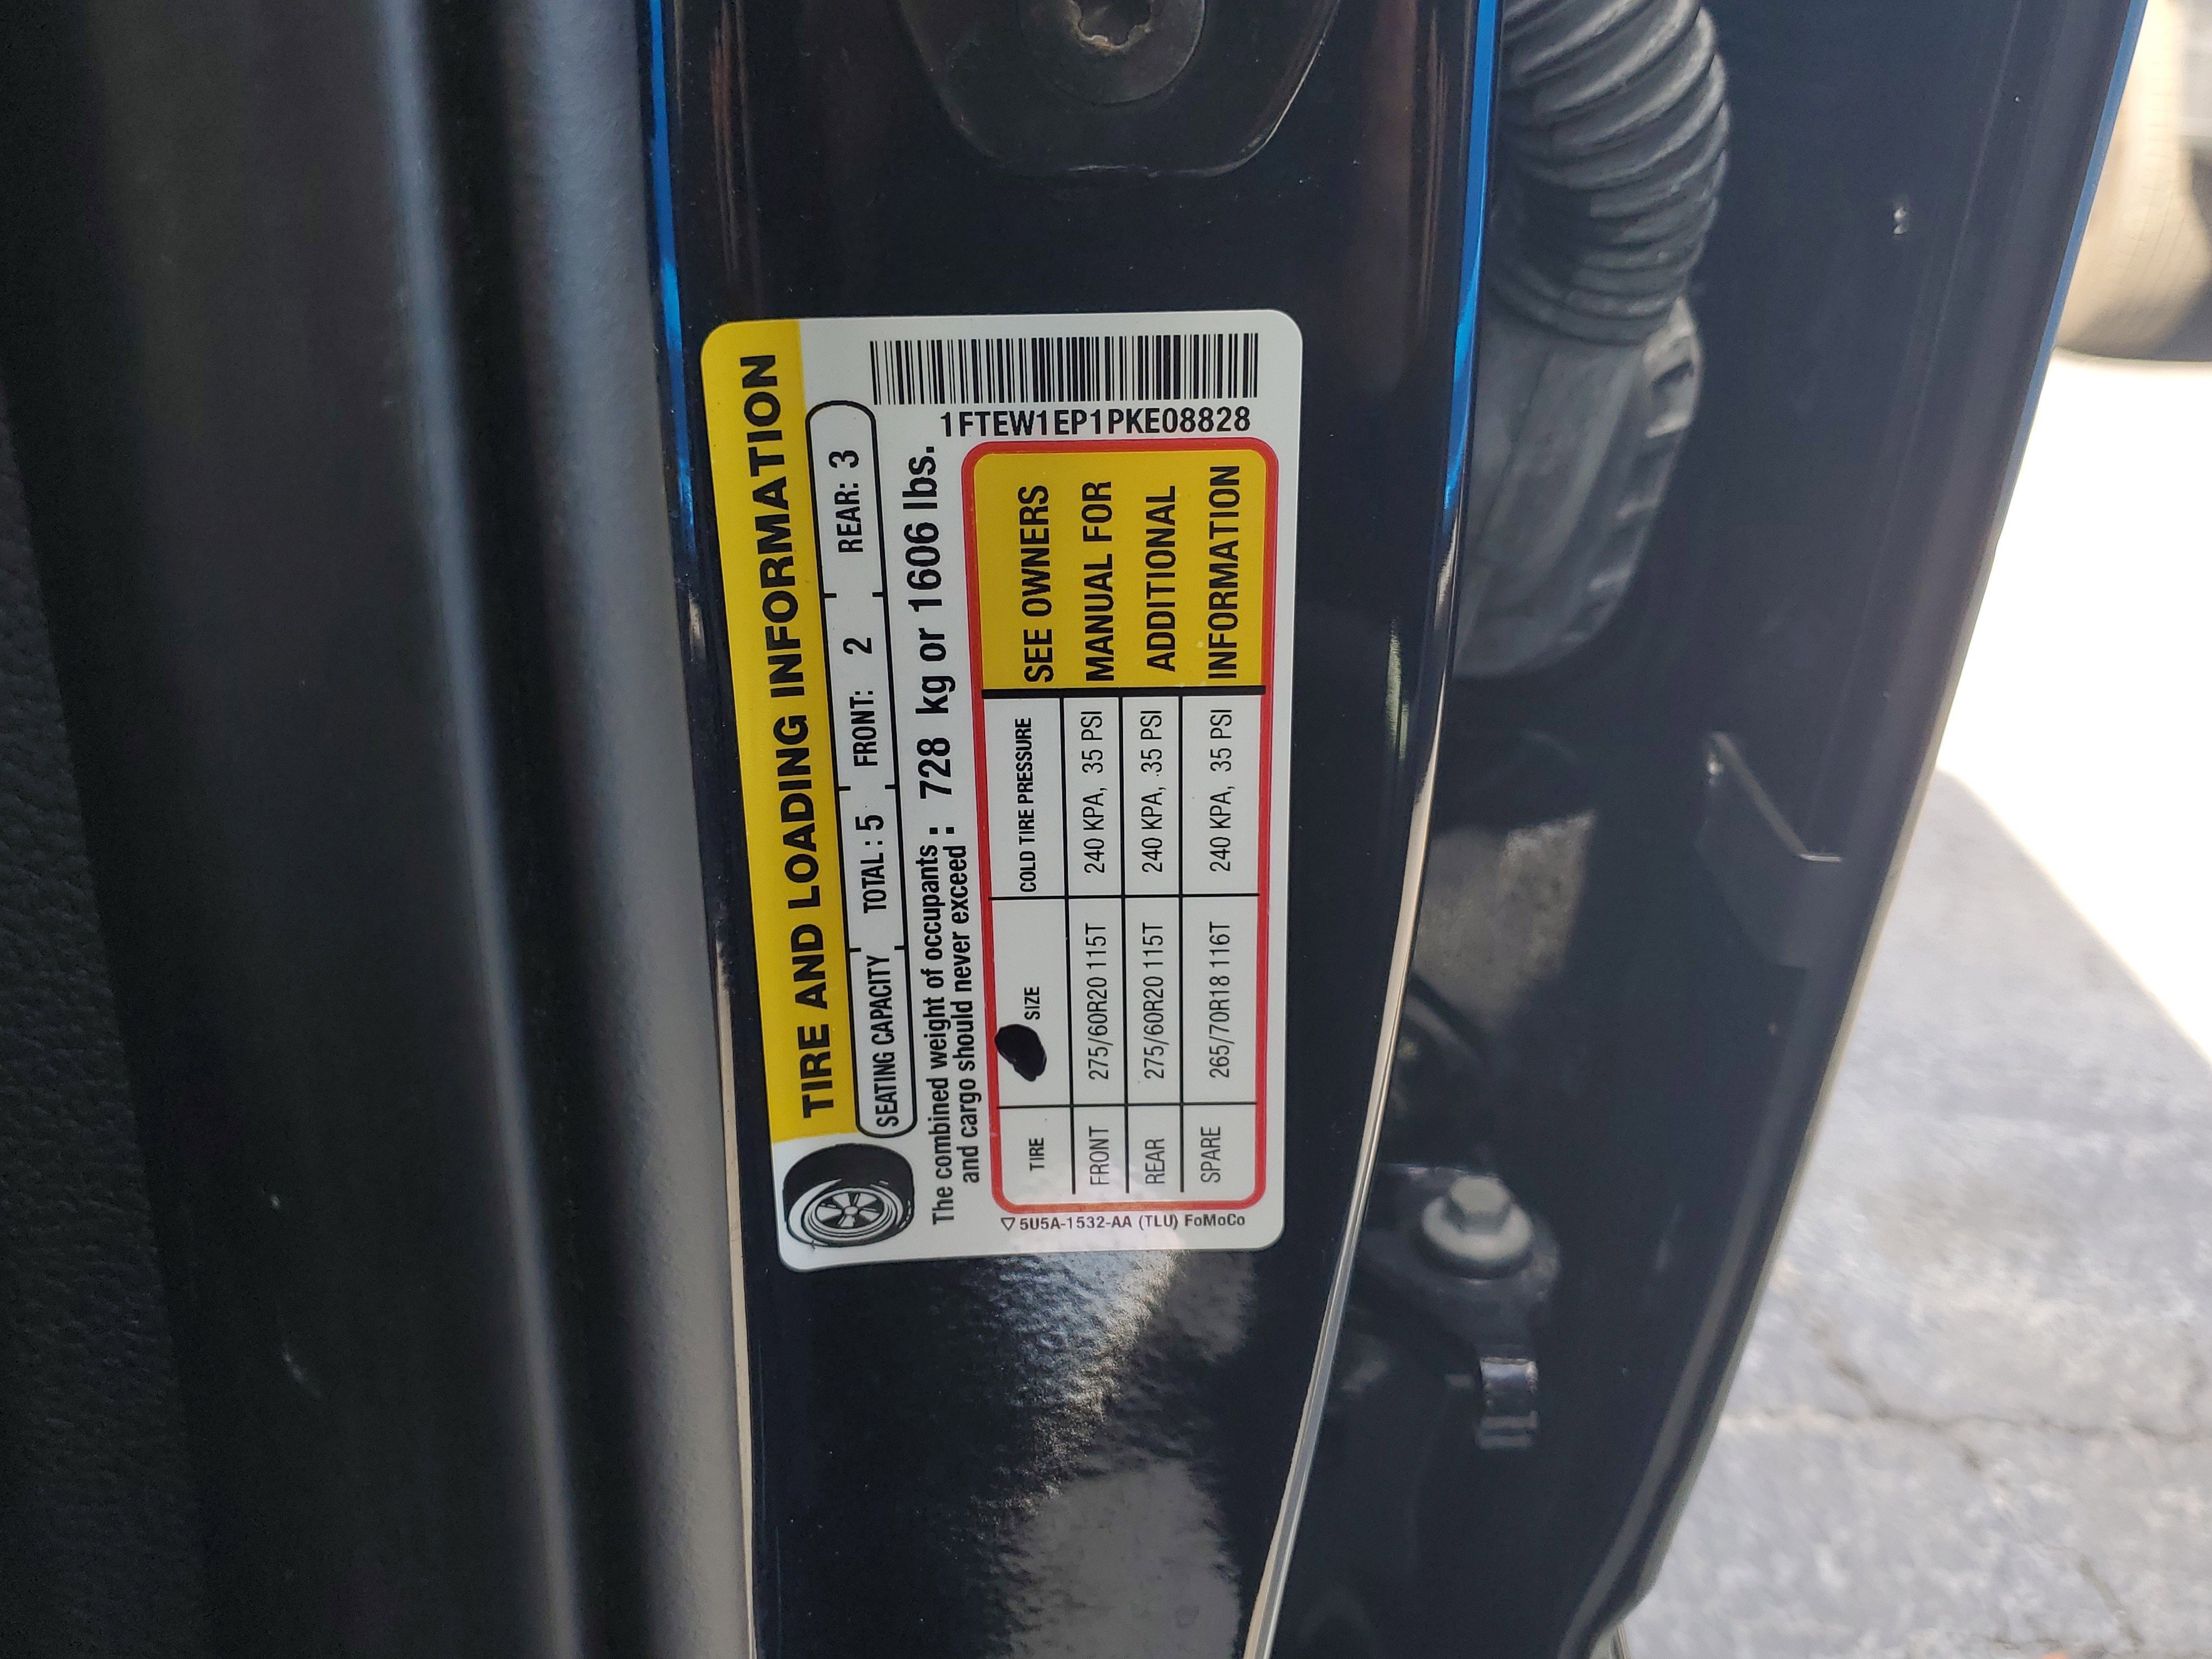 TIRE AND LOADING INFORMATION
SEATING CAPACITY TOTAL : 5 FRONT: 2 REAR: 3
The combined weight of occupants : 728 kg or 1606 lbs.
and cargo should never exceed :
1FTEW1EP1PKE08828
TIRE SIZE COLD TIRE PRESSURE
FRONT 275/60R20 115T 240 KPA, 35 PSI
REAR 275/60R20 115T 240 KPA, 35 PSI
SPARE 265/70R18 116T 240 KPA, 35 PSI
SEE OWNERS
MANUAL FOR
ADDITIONAL
INFORMATION
5U5A-1532-AA (TLU) FoMoCo